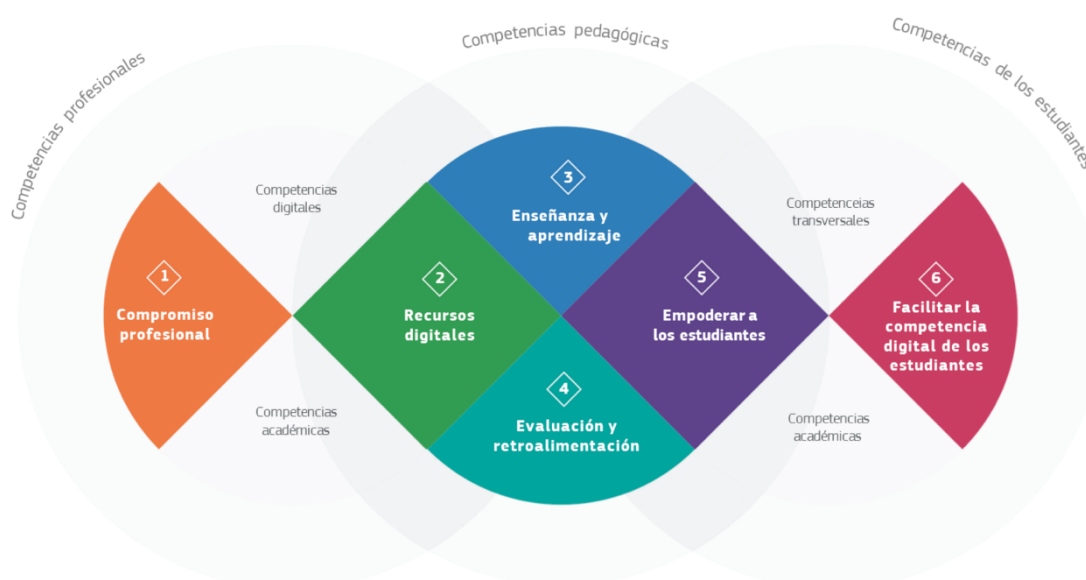 Competencias profesionales
Competencias pedagógicas
Competencias de los estudiantes
1
Compromiso
profesional
Competencias
digitales
Competencias
académicas
2
Recursos
digitales
3
Enseñanza y
aprendizaje
4
Evaluación y
retroalimentación
5
Empoderar a
los estudiantes
Competenceias
transversales
Competencias
académicas
6
Facilitar la
competencia
digital de los
estudiantes